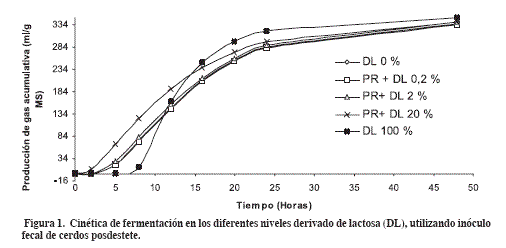 Producción de gas acumulativa (ml/g
MS)
334
284
234
184
134
84
34
-16
0
5
10
15
20
25
30
35
40
45
50
Tiempo (Horas)
DL 0 %
PR + DL 0,2 %
PR+ DL 2 %
PR+ DL 20 %
DL 100 %
Figura 1. Cinética de fermentación en los diferentes niveles derivado de lactosa (DL), utilizando inóculo
fecal de cerdos posdestete.